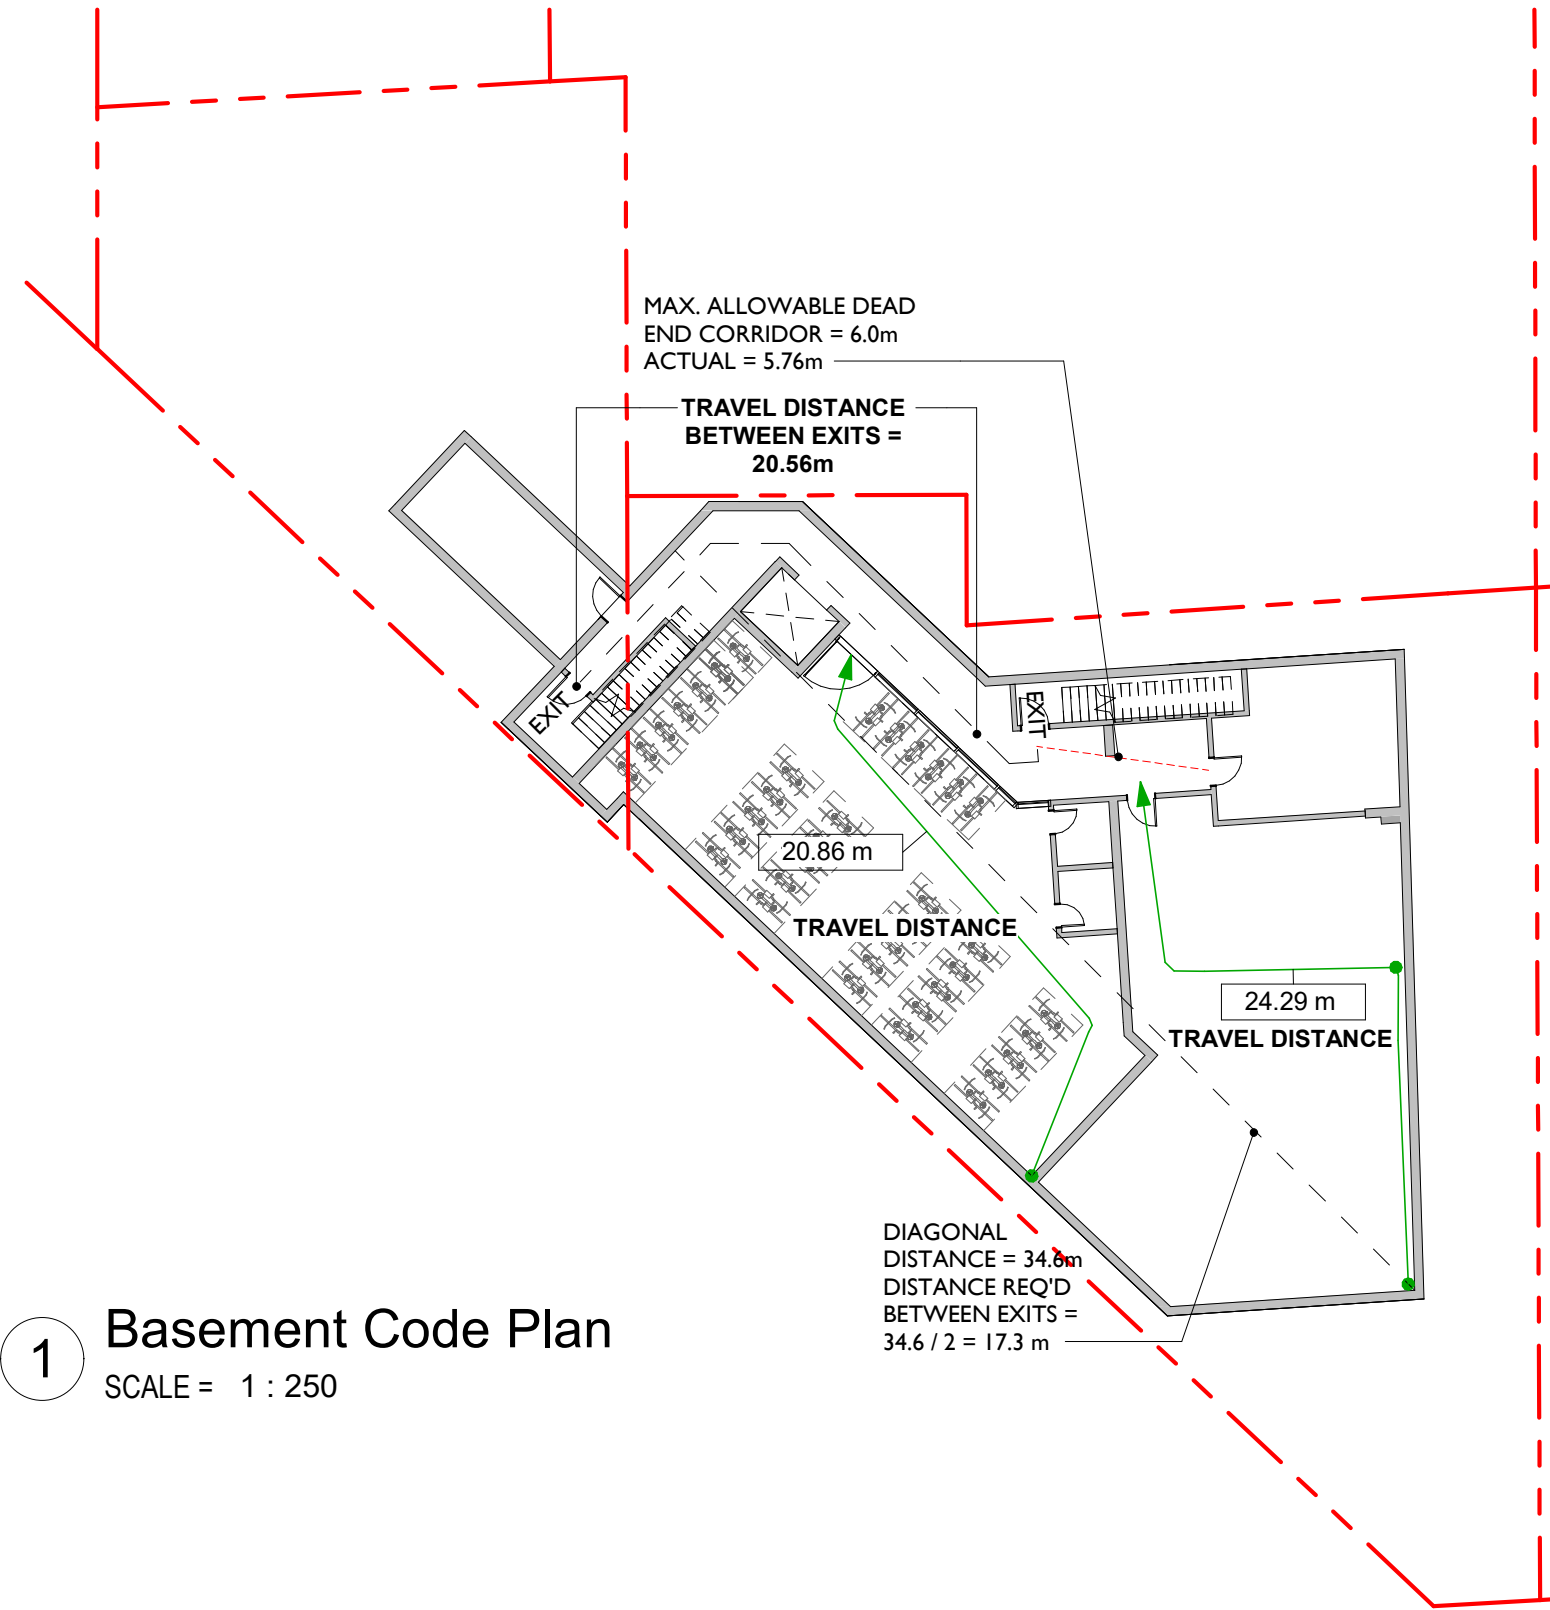 MAX. ALLOWABLE DEAD
END CORRIDOR = 6.0m
ACTUAL = 5.76m
TRAVEL DISTANCE
BETWEEN EXITS =
20.56m
EXIT
EXIT
20.86 m
TRAVEL DISTANCE
24.29 m
TRAVEL DISTANCE
DIAGONAL
DISTANCE = 34.6m
DISTANCE REQ'D
BETWEEN EXITS =
34.6 / 2 = 17.3 m
1
Basement Code Plan
SCALE = 1 : 250